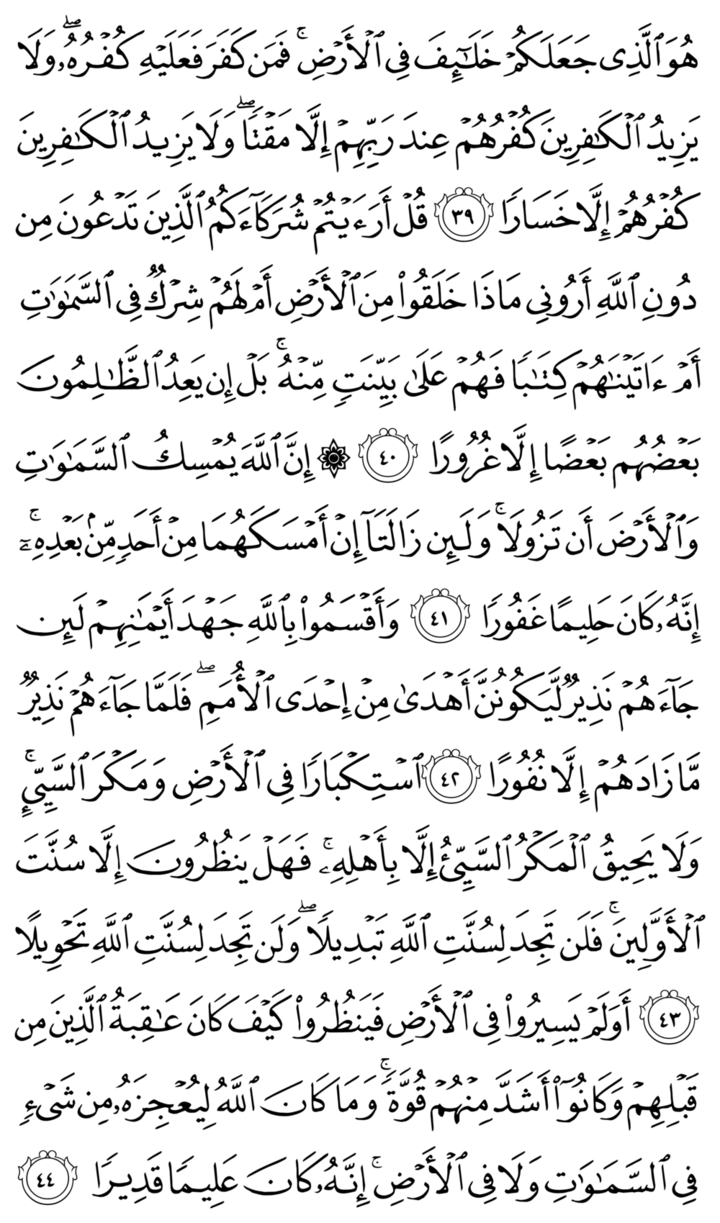 هُوَ ٱلَّذِى جَعَلَكُمْ خَلَـٰٓئِفَ فِى ٱلْأَرْضِ ۚ فَمَن كَفَرَ فَعَلَيْهِ كُفْرُهُۥ ۖ وَلَا
يَزِيدُ ٱلْكَـٰفِرِينَ كُفْرُهُمْ عِندَ رَبِّهِمْ إِلَّا مَقْتًا ۖ وَلَا يَزِيدُ ٱلْكَـٰفِرِينَ
كُفْرُهُمْ إِلَّا خَسَارًا ٣٩ قُلْ أَرَءَيْتُمْ شُرَكَآءَكُمُ ٱلَّذِينَ تَدْعُونَ مِن
دُونِ ٱللَّهِ أَرُونِى مَاذَا خَلَقُوا۟ مِنَ ٱلْأَرْضِ أَمْ لَهُمْ شِرْكٌ فِى ٱلسَّمَـٰوَٰتِ
أَمْ ءَاتَيْنَـٰهُمْ كِتَـٰبًا فَهُمْ عَلَىٰ بَيِّنَتٍ مِّنْهُ ۚ بَلْ إِن يَعِدُ ٱلظَّـٰلِمُونَ
بَعْضُهُم بَعْضًا إِلَّا غُرُورًا ٤٠ ۞ إِنَّ ٱللَّهَ يُمْسِكُ ٱلسَّمَـٰوَٰتِ
وَٱلْأَرْضَ أَن تَزُولَا ۚ وَلَئِن زَالَتَآ إِنْ أَمْسَكَهُمَا مِنْ أَحَدٍ مِّنۢ بَعْدِهِۦٓ ۚ
إِنَّهُۥ كَانَ حَلِيمًا غَفُورًا ٤١ وَأَقْسَمُوا۟ بِٱللَّهِ جَهْدَ أَيْمَـٰنِهِمْ لَئِن
جَآءَهُمْ نَذِيرٌ لَّيَكُونُنَّ أَهْدَىٰ مِنْ إِحْدَى ٱلْأُمَمِ ۖ فَلَمَّا جَآءَهُمْ نَذِيرٌ
مَّا زَادَهُمْ إِلَّا نُفُورًا ٤٢ ٱسْتِكْبَارًا فِى ٱلْأَرْضِ وَمَكْرَ ٱلسَّيِّئِ ۚ
وَلَا يَحِيقُ ٱلْمَكْرُ ٱلسَّيِّئُ إِلَّا بِأَهْلِهِۦ ۚ فَهَلْ يَنظُرُونَ إِلَّا سُنَّتَ
ٱلْأَوَّلِينَ ۚ فَلَن تَجِدَ لِسُنَّتِ ٱللَّهِ تَبْدِيلًا ۖ وَلَن تَجِدَ لِسُنَّتِ ٱللَّهِ تَحْوِيلًا
٤٣ أَوَلَمْ يَسِيرُوا۟ فِى ٱلْأَرْضِ فَيَنظُرُوا۟ كَيْفَ كَانَ عَـٰقِبَةُ ٱلَّذِينَ مِن
قَبْلِهِمْ وَكَانُوٓا۟ أَشَدَّ مِنْهُمْ قُوَّةً ۚ وَمَا كَانَ ٱللَّهُ لِيُعْجِزَهُۥ مِن شَىْءٍ
فِى ٱلسَّمَـٰوَٰتِ وَلَا فِى ٱلْأَرْضِ ۚ إِنَّهُۥ كَانَ عَلِيمًا قَدِيرًا ٤٤